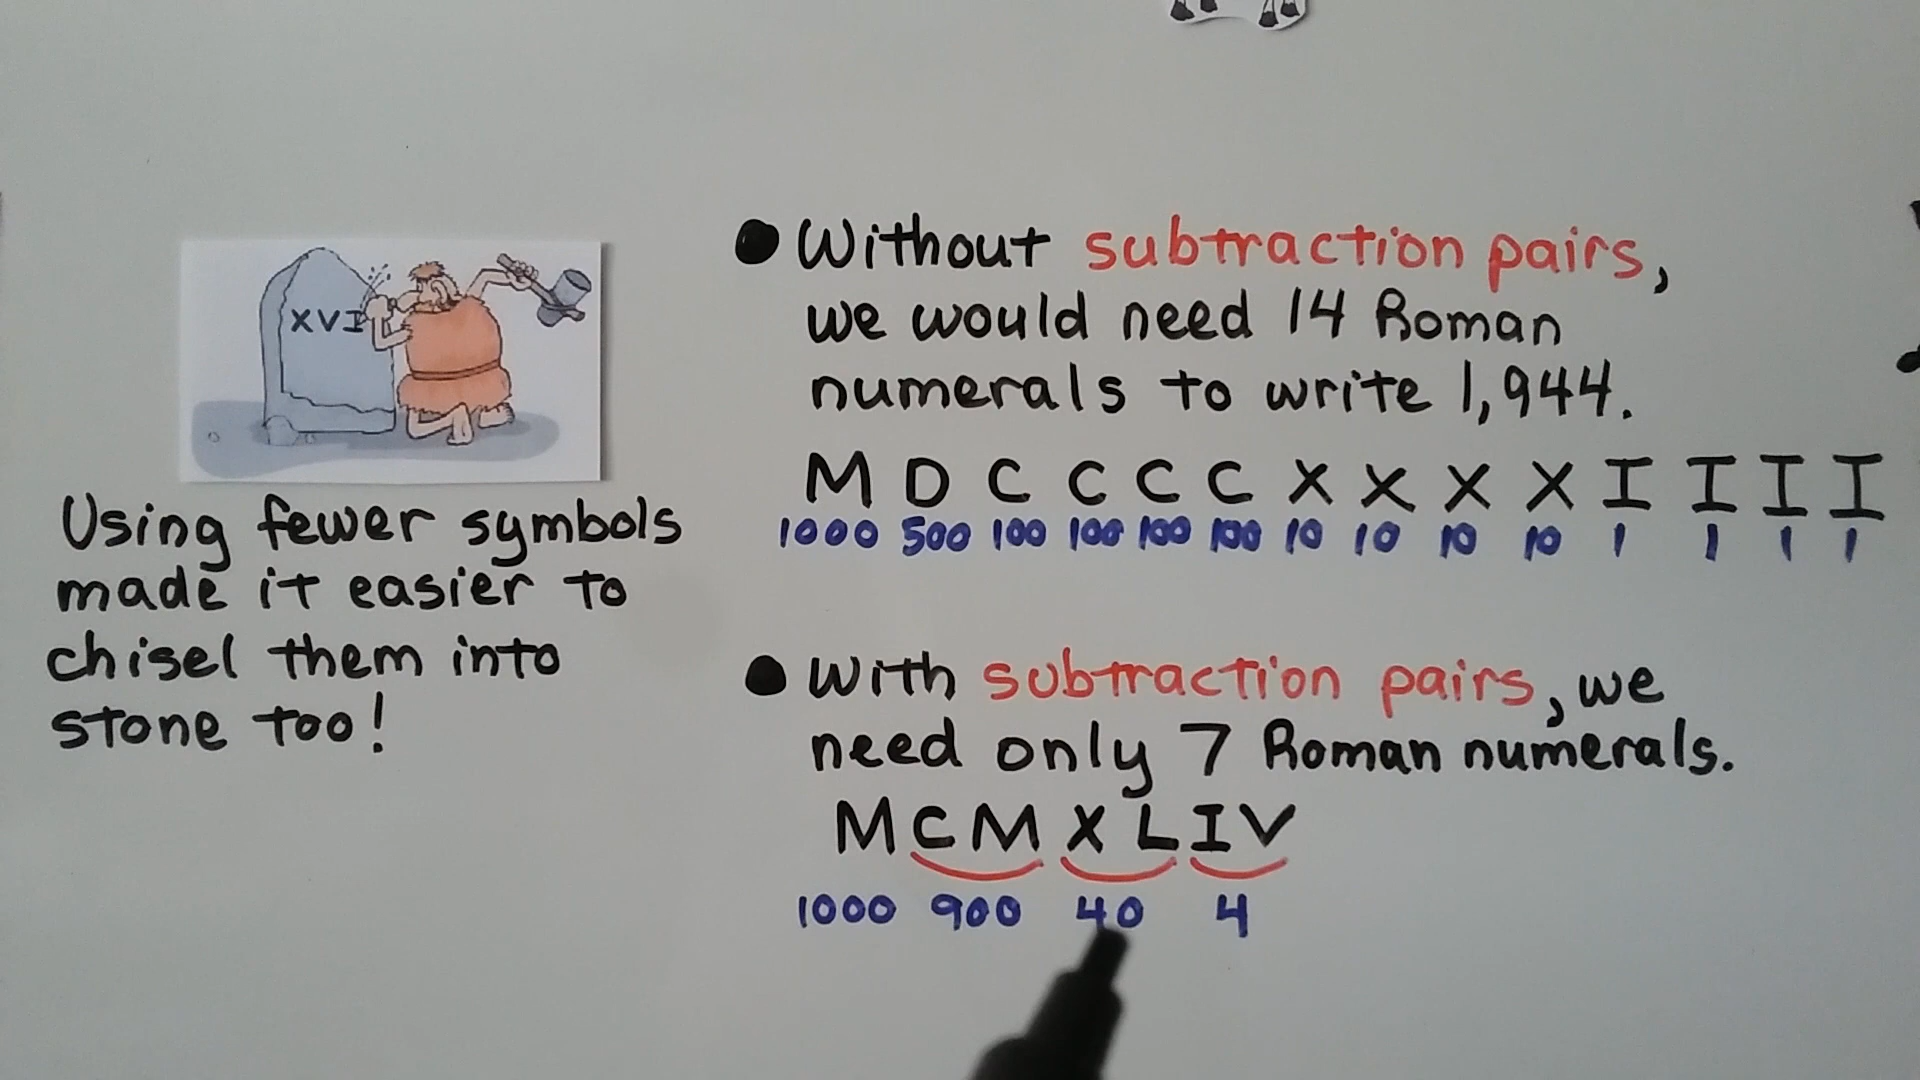 XVI
Using fewer symbols
made it easier to
chisel them into
stone too!
● Without subtraction pairs,
we would need 14 Roman
numerals to write 1,944.
M D C C C C X X X X I I I I
1000 500 100 100 100 100 10 10 10 10 1 1 1 1
● With subtraction pairs, we
need only 7 Roman numerals.
M C M X L I V
1000 900 40 4